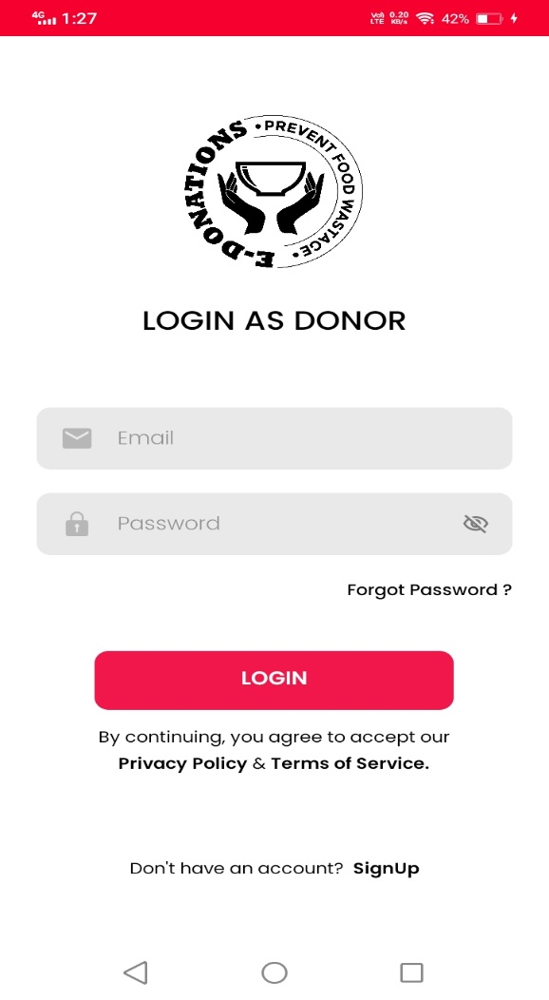 4G 1:27
Vo) LTE 0.20 KB/s 42%
E-DONATIONS
• PREVENT FOOD WASTAGE •
LOGIN AS DONOR
Email
Password
Forgot Password ?
LOGIN
By continuing, you agree to accept our
Privacy Policy & Terms of Service.
Don't have an account? SignUp